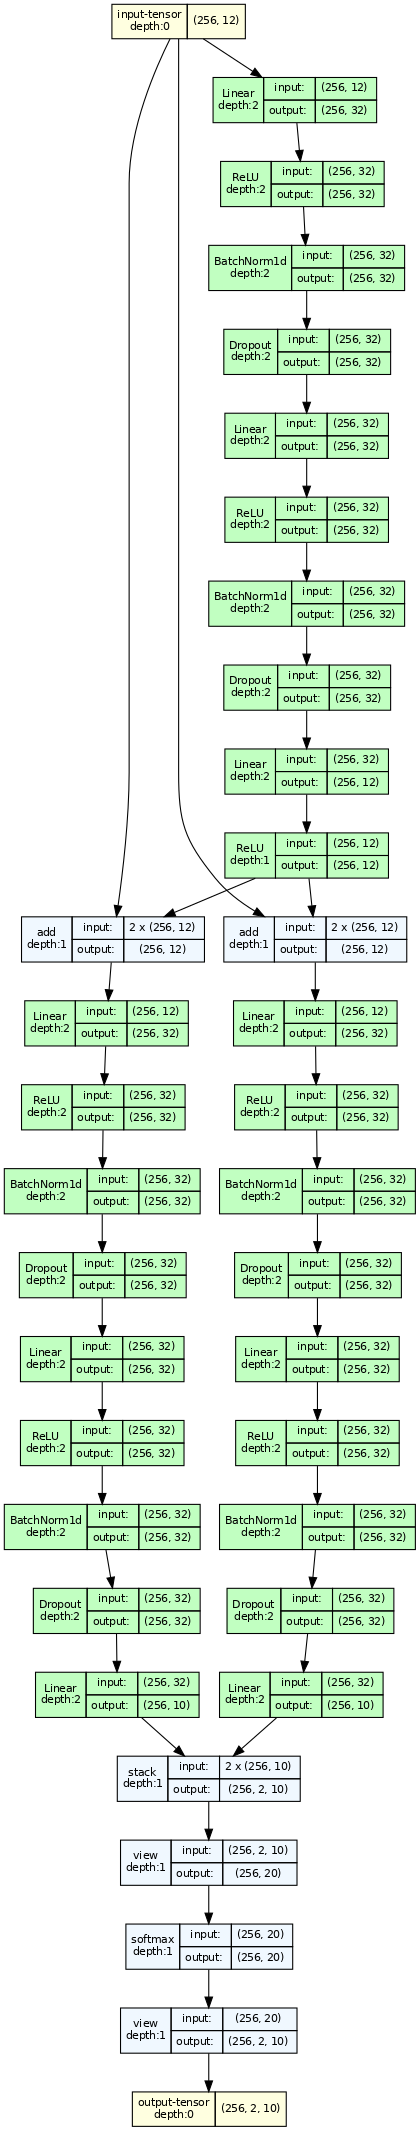 input-tensor
depth:0
(256, 12)
Linear
depth:2
input:
(256, 12)
output:
(256, 32)
ReLU
depth:2
input:
(256, 32)
output:
(256, 32)
BatchNorm1d
depth:2
input:
(256, 32)
output:
(256, 32)
Dropout
depth:2
input:
(256, 32)
output:
(256, 32)
Linear
depth:2
input:
(256, 32)
output:
(256, 32)
ReLU
depth:2
input:
(256, 32)
output:
(256, 32)
BatchNorm1d
depth:2
input:
(256, 32)
output:
(256, 32)
Dropout
depth:2
input:
(256, 32)
output:
(256, 32)
Linear
depth:2
input:
(256, 32)
output:
(256, 12)
ReLU
depth:1
input:
(256, 12)
output:
(256, 12)
add
depth:1
input:
2 x (256, 12)
output:
(256, 12)
add
depth:1
input:
2 x (256, 12)
output:
(256, 12)
Linear
depth:2
input:
(256, 12)
output:
(256, 32)
Linear
depth:2
input:
(256, 12)
output:
(256, 32)
ReLU
depth:2
input:
(256, 32)
output:
(256, 32)
ReLU
depth:2
input:
(256, 32)
output:
(256, 32)
BatchNorm1d
depth:2
input:
(256, 32)
output:
(256, 32)
BatchNorm1d
depth:2
input:
(256, 32)
output:
(256, 32)
Dropout
depth:2
input:
(256, 32)
output:
(256, 32)
Dropout
depth:2
input:
(256, 32)
output:
(256, 32)
Linear
depth:2
input:
(256, 32)
output:
(256, 32)
Linear
depth:2
input:
(256, 32)
output:
(256, 32)
ReLU
depth:2
input:
(256, 32)
output:
(256, 32)
ReLU
depth:2
input:
(256, 32)
output:
(256, 32)
BatchNorm1d
depth:2
input:
(256, 32)
output:
(256, 32)
BatchNorm1d
depth:2
input:
(256, 32)
output:
(256, 32)
Dropout
depth:2
input:
(256, 32)
output:
(256, 32)
Dropout
depth:2
input:
(256, 32)
output:
(256, 32)
Linear
depth:2
input:
(256, 32)
output:
(256, 10)
Linear
depth:2
input:
(256, 32)
output:
(256, 10)
stack
depth:1
input:
2 x (256, 10)
output:
(256, 2, 10)
view
depth:1
input:
(256, 2, 10)
output:
(256, 20)
softmax
depth:1
input:
(256, 20)
output:
(256, 20)
view
depth:1
input:
(256, 20)
output:
(256, 2, 10)
output-tensor
depth:0
(256, 2, 10)